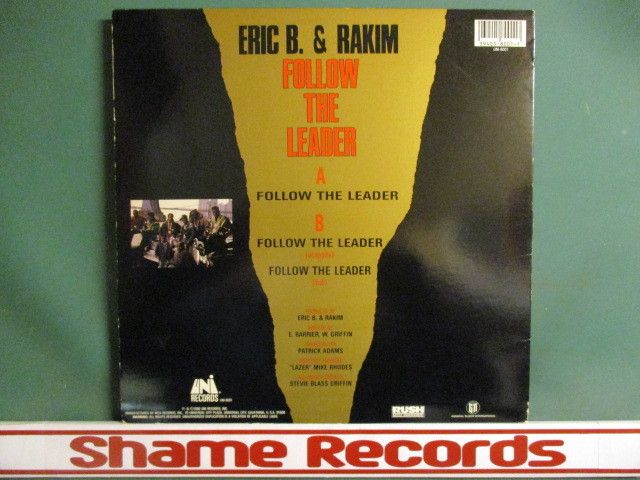 ERIC B. & RAKIM
FOLLOW
THE
LEADER
A
FOLLOW THE LEADER
B
FOLLOW THE LEADER
FOLLOW THE LEADER
ERIC B. & RAKIM
E. BARRIER, W. GRIFFIN
PATRICK ADAMS
"LAZER" MIKE RHODES
STEVIE BLASS GRIFFIN
UNI
RECORDS
RUSH
Shame Records